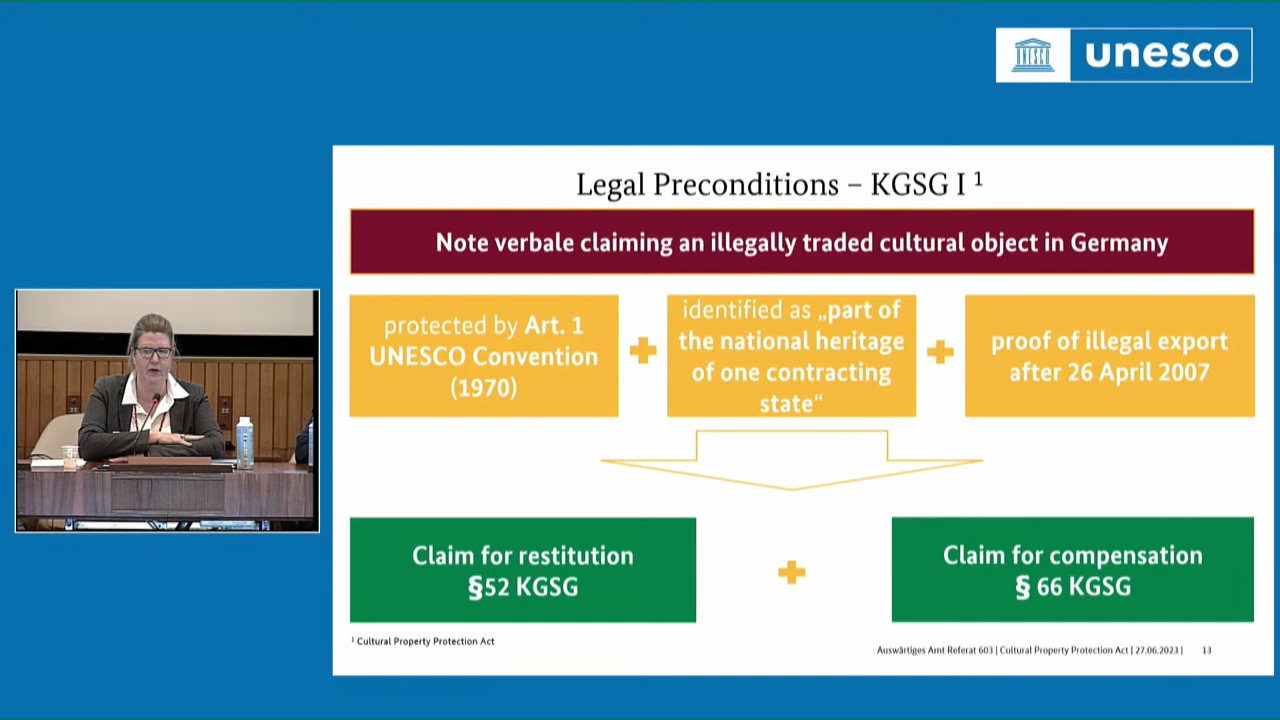 unesco
Legal Preconditions – KGSG I ¹
Note verbale claiming an illegally traded cultural object in Germany
protected by Art. 1
UNESCO Convention
(1970)
identified as „part of
the national heritage
of one contracting
state“
proof of illegal export
after 26 April 2007
Claim for restitution
§52 KGSG
Claim for compensation
§ 66 KGSG
¹ Cultural Property Protection Act
Auswärtiges Amt Referat 603 | Cultural Property Protection Act | 27.06.2023 | 13